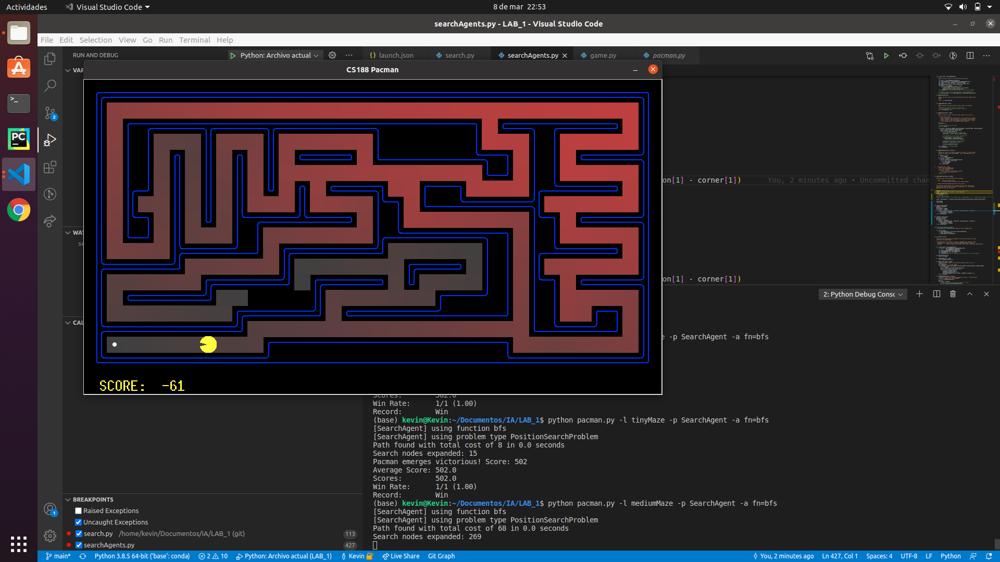 Actividades
Visual Studio Code
8 de mar 22:53
searchAgents.py - LAB_1 - Visual Studio Code
File Edit Selection View Go Run Terminal Help
RUN AND DEBUG
Python: Archivo actual
launch.json
search.py
searchAgents.py
game.py
pacman.py
VAR
CS188 Pacman
on[1] - corner[1]) You, 2 minutes ago • Uncommitted chan
WAT
se
on[1] - corner[1])
2: Python Debug Consc
CAL
e -p SearchAgent -a fn=bfs
SCORE: -61
Scores: 502.0
Win Rate: 1/1 (1.00)
Record: Win
(base) kevin@Kevin:~/Documentos/IA/LAB_1$ python pacman.py -l tinyMaze -p SearchAgent -a fn=bfs
[SearchAgent] using function bfs
[SearchAgent] using problem type PositionSearchProblem
Path found with total cost of 8 in 0.0 seconds
Search nodes expanded: 15
Pacman emerges victorious! Score: 502
Average Score: 502.0
Scores: 502.0
Win Rate: 1/1 (1.00)
Record: Win
(base) kevin@Kevin:~/Documentos/IA/LAB_1$ python pacman.py -l mediumMaze -p SearchAgent -a fn=bfs
[SearchAgent] using function bfs
[SearchAgent] using problem type PositionSearchProblem
Path found with total cost of 68 in 0.0 seconds
Search nodes expanded: 269
BREAKPOINTS
Raised Exceptions
Uncaught Exceptions
search.py /home/kevin/Documentos/IA/LAB_1 (git) 113
searchAgents.py 427
PC
2
1
main* Python 3.8.5 64-bit ('base': conda) 2 10 Python: Archivo actual (LAB_1) Kevin Live Share Git Graph You, 2 minutes ago Ln 427, Col 1 Spaces: 4 UTF-8 LF Python